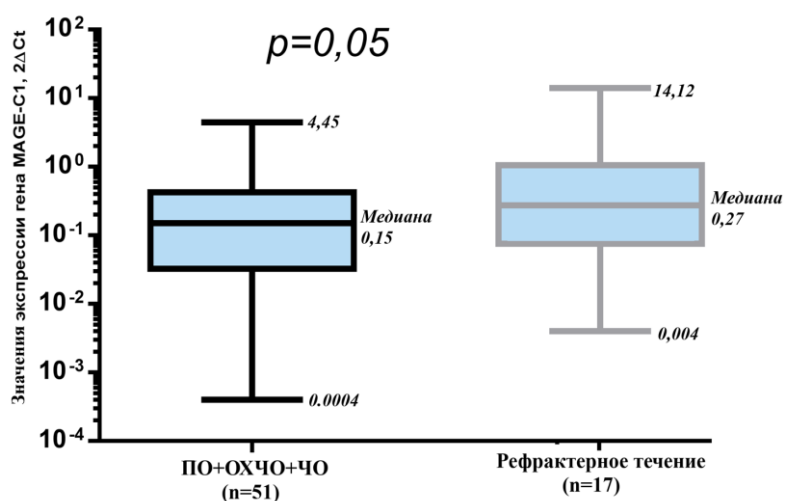 Значения экспрессии гена MAGE-C1, 2ΔCt
10²
10¹
10⁰
10⁻¹
10⁻²
10⁻³
10⁻⁴
p=0,05
4,45
Медиана
0,15
0.0004
14,12
Медиана
0,27
0,004
ПО+ОХЧО+ЧО
(n=51)
Рефрактерное течение
(n=17)